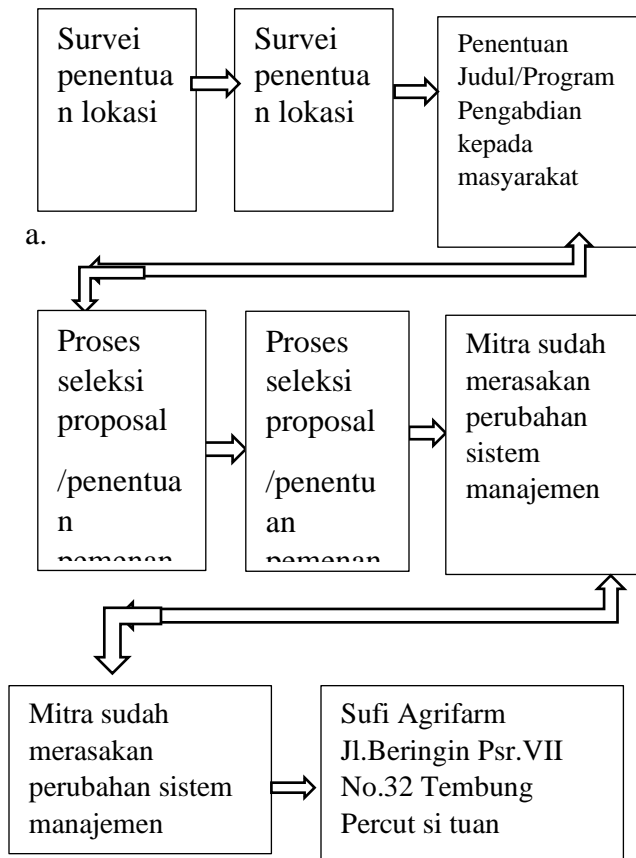 Survei
penentua
n lokasi
Survei
penentua
n lokasi
Penentuan
Judul/Program
Pengabdian
kepada
masyarakat
a.
Proses
seleksi
proposal
/penentua
n
pemenan
Proses
seleksi
proposal
/penentu
an
pemenan
Mitra sudah
merasakan
perubahan
sistem
manajemen
Mitra sudah
merasakan
perubahan sistem
manajemen
Sufi Agrifarm
Jl.Beringin Psr.VII
No.32 Tembung
Percut si tuan